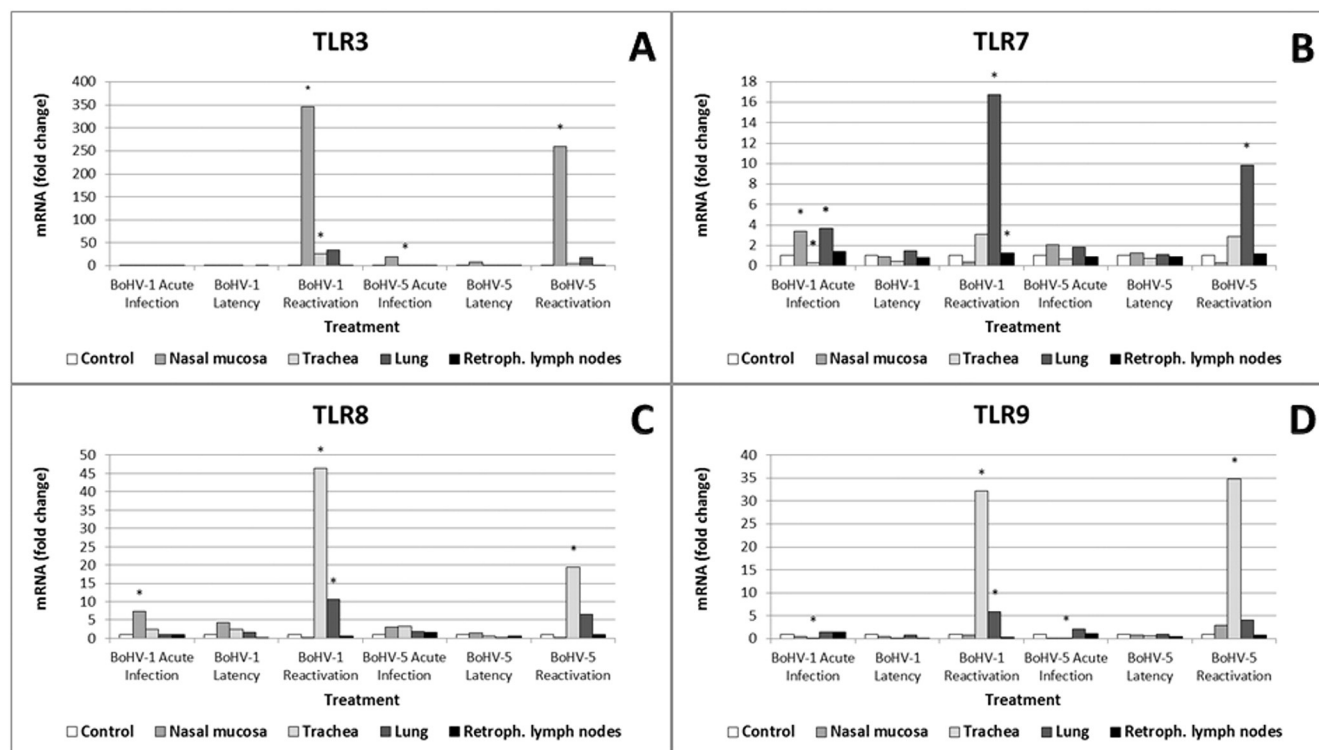 TLR3
A
mRNA (fold change)
400
350
300
250
200
150
100
50
0
*
*
*
*
BoHV-1 Acute
Infection
BoHV-1
Latency
BoHV-1
Reactivation
BoHV-5 Acute
Infection
BoHV-5
Latency
BoHV-5
Reactivation
Treatment
Control Nasal mucosa Trachea Lung Retroph. lymph nodes
TLR7
B
mRNA (fold change)
18
16
14
12
10
8
6
4
2
0
*
*
*
*
*
*
BoHV-1 Acute
Infection
BoHV-1
Latency
BoHV-1
Reactivation
BoHV-5 Acute
Infection
BoHV-5
Latency
BoHV-5
Reactivation
Treatment
Control Nasal mucosa Trachea Lung Retroph. lymph nodes
TLR8
C
mRNA (fold change)
50
45
40
35
30
25
20
15
10
5
0
*
*
*
*
BoHV-1 Acute
Infection
BoHV-1
Latency
BoHV-1
Reactivation
BoHV-5 Acute
Infection
BoHV-5
Latency
BoHV-5
Reactivation
Treatment
Control Nasal mucosa Trachea Lung Retroph. lymph nodes
TLR9
D
mRNA (fold change)
40
35
30
25
20
15
10
5
0
*
*
*
*
*
BoHV-1 Acute
Infection
BoHV-1
Latency
BoHV-1
Reactivation
BoHV-5 Acute
Infection
BoHV-5
Latency
BoHV-5
Reactivation
Treatment
Control Nasal mucosa Trachea Lung Retroph. lymph nodes